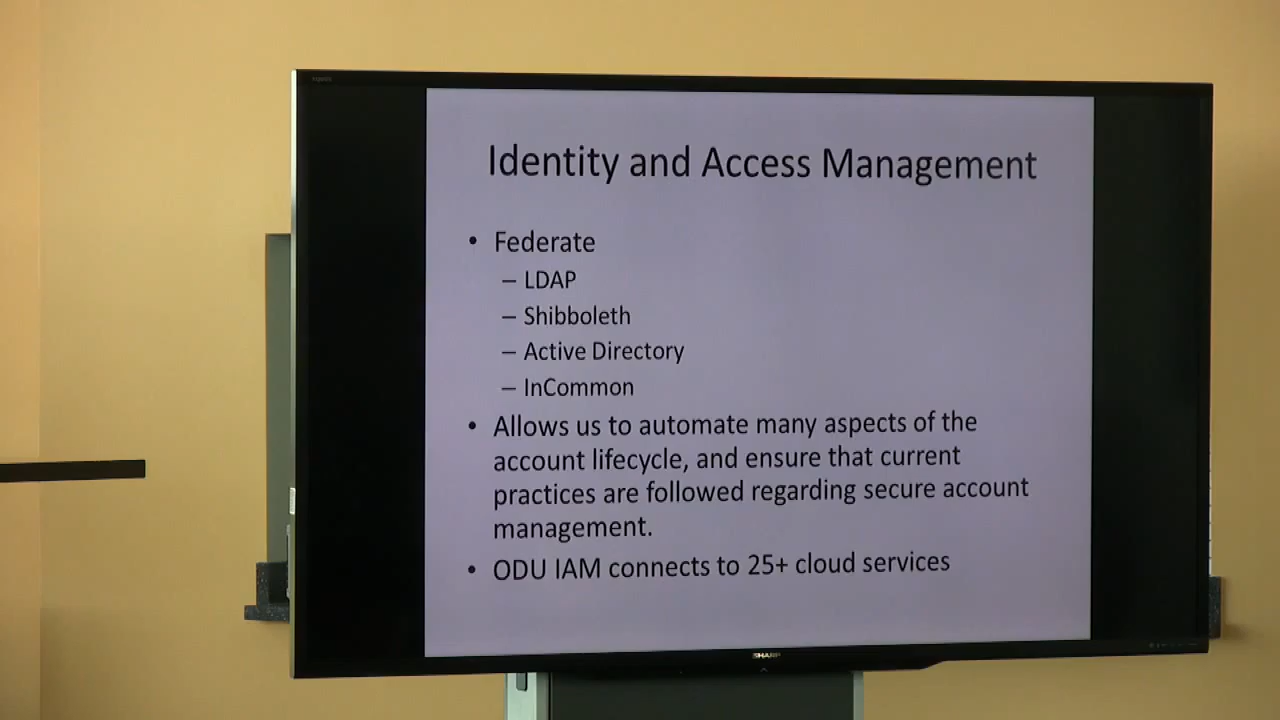 Identity and Access Management
• Federate
– LDAP
– Shibboleth
– Active Directory
– InCommon
• Allows us to automate many aspects of the
account lifecycle, and ensure that current
practices are followed regarding secure account
management.
• ODU IAM connects to 25+ cloud services
SHARP